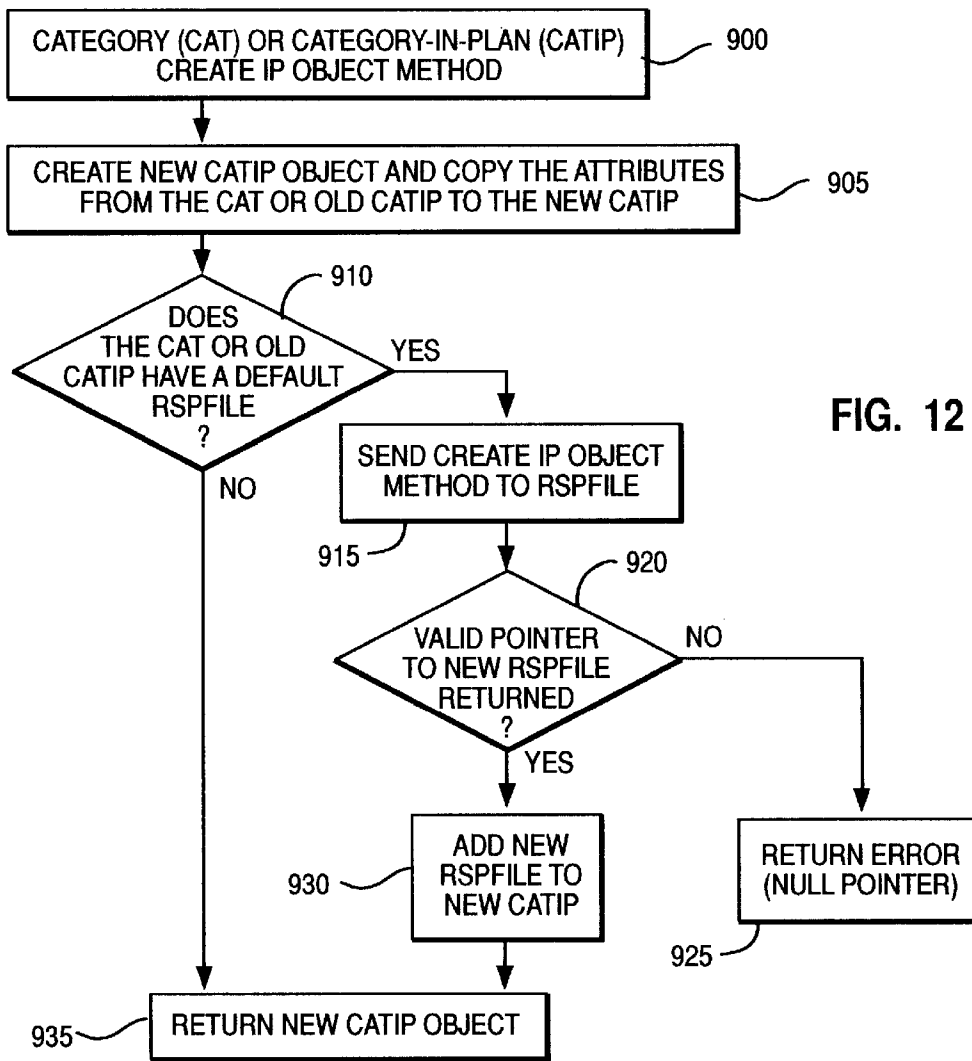 CATEGORY (CAT) OR CATEGORY-IN-PLAN (CATIP)
CREATE IP OBJECT METHOD
900
CREATE NEW CATIP OBJECT AND COPY THE ATTRIBUTES
FROM THE CAT OR OLD CATIP TO THE NEW CATIP
905
910
DOES
THE CAT OR OLD
CATIP HAVE A DEFAULT
RSPFILE
?
YES
NO
FIG. 12
SEND CREATE IP OBJECT
METHOD TO RSPFILE
915
920
VALID POINTER
TO NEW RSPFILE
RETURNED
?
NO
YES
ADD NEW
RSPFILE TO
NEW CATIP
930
RETURN ERROR
(NULL POINTER)
925
RETURN NEW CATIP OBJECT
935